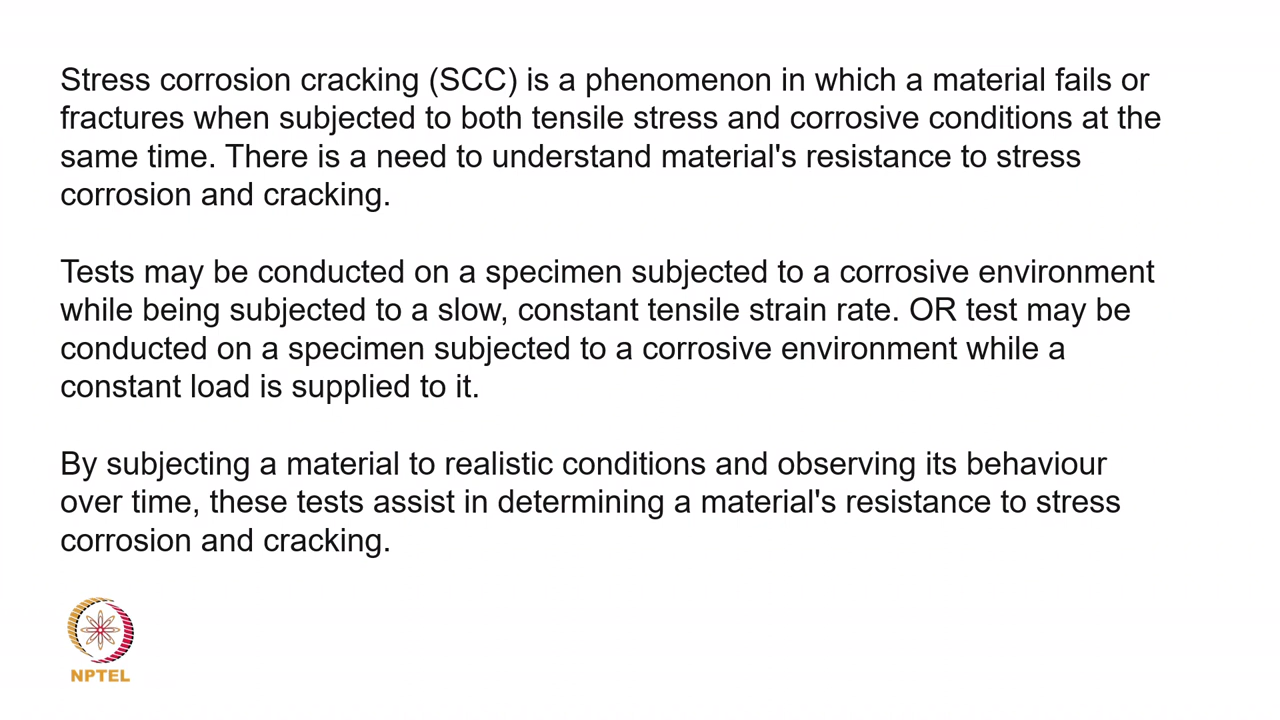 Stress corrosion cracking (SCC) is a phenomenon in which a material fails or
fractures when subjected to both tensile stress and corrosive conditions at the
same time. There is a need to understand material's resistance to stress
corrosion and cracking.
Tests may be conducted on a specimen subjected to a corrosive environment
while being subjected to a slow, constant tensile strain rate. OR test may be
conducted on a specimen subjected to a corrosive environment while a
constant load is supplied to it.
By subjecting a material to realistic conditions and observing its behaviour
over time, these tests assist in determining a material's resistance to stress
corrosion and cracking.
NPTEL